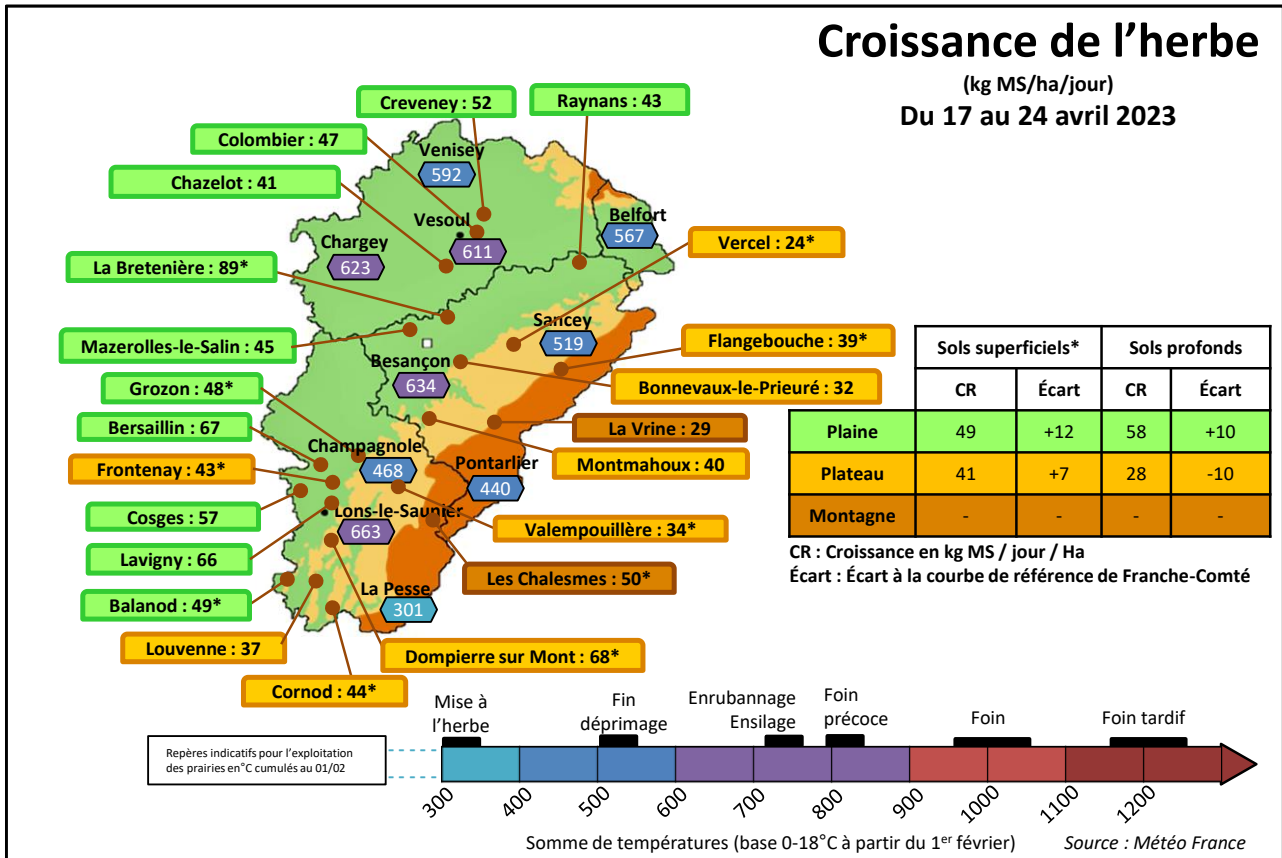 Croissance de l’herbe
(kg MS/ha/jour)
Du 17 au 24 avril 2023
Creveney : 52
Raynans : 43
Colombier : 47
Venisey
592
Chazelot : 41
Vesoul
611
Belfort
567
Chargey
623
Vercel : 24*
La Bretenière : 89*
Sancey
519
Mazerolles-le-Salin : 45
Flangebouche : 39*
Besançon
634
Bonnevaux-le-Prieuré : 32
Grozon : 48*
La Vrine : 29
Bersaillin : 67
Champagnole
468
Montmahoux : 40
Frontenay : 43*
Pontarlier
440
Cosges : 57
Lons-le-Saunier
663
Valempouillère : 34*
Lavigny : 66
Les Chalesmes : 50*
Balanod : 49*
La Pesse
301
Louvenne : 37
Dompierre sur Mont : 68*
Cornod : 44*
Sols superficiels* Sols profonds
CR Écart CR Écart
Plaine 49 +12 58 +10
Plateau 41 +7 28 -10
Montagne - - - -
CR : Croissance en kg MS / jour / Ha
Écart : Écart à la courbe de référence de Franche-Comté
Mise à
l’herbe
Fin
déprimage
Enrubannage
Ensilage
Foin
précoce
Foin
Foin tardif
Repères indicatifs pour l’exploitation
des prairies en°C cumulés au 01/02
300 400 500 600 700 800 900 1000 1100 1200
Somme de températures (base 0-18°C à partir du 1er février)
Source : Météo France